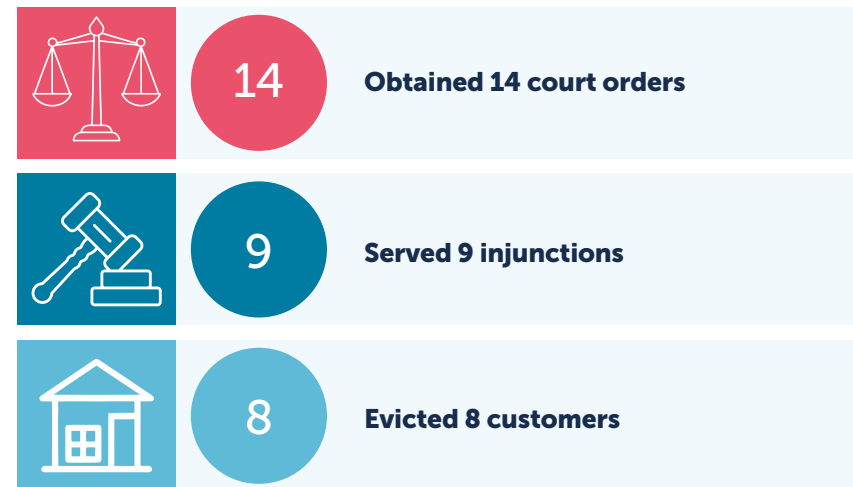 14
Obtained 14 court orders
9
Served 9 injunctions
8
Evicted 8 customers